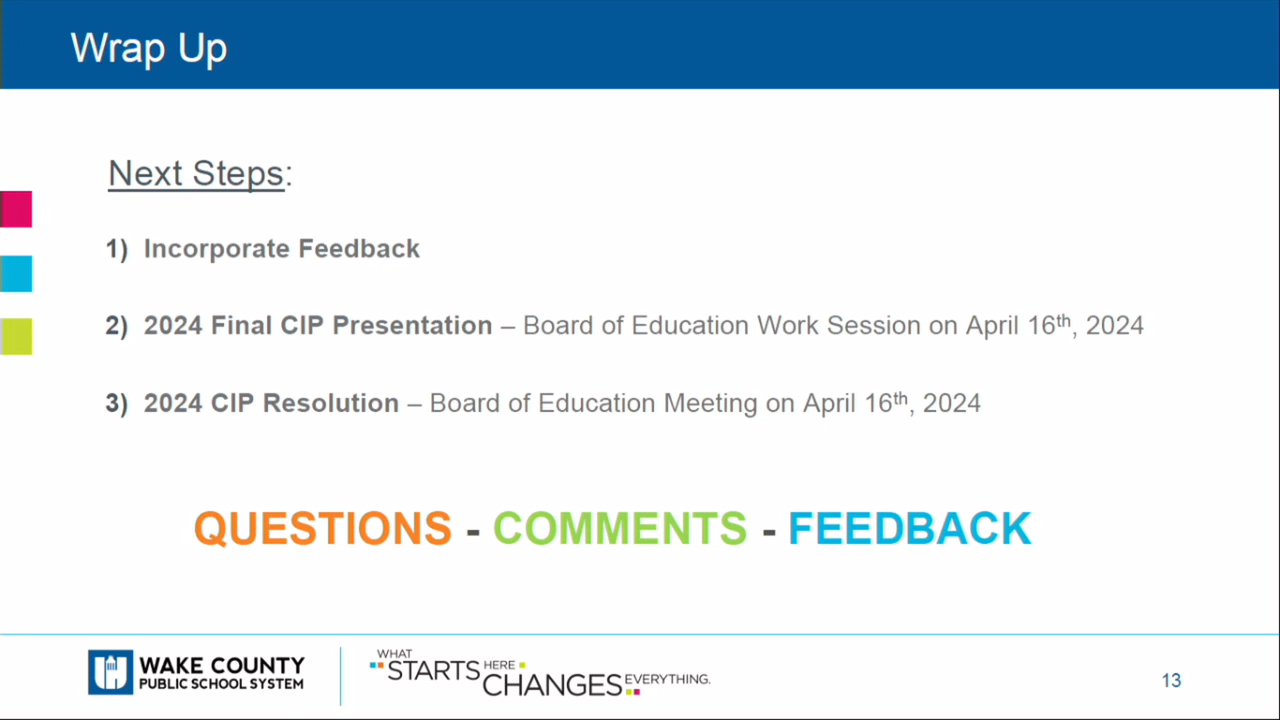 Wrap Up
Next Steps:
1) Incorporate Feedback
2) 2024 Final CIP Presentation – Board of Education Work Session on April 16th, 2024
3) 2024 CIP Resolution – Board of Education Meeting on April 16th, 2024
QUESTIONS - COMMENTS - FEEDBACK
WAKE COUNTY
PUBLIC SCHOOL SYSTEM
WHAT
STARTS HERE
CHANGES EVERYTHING.
13